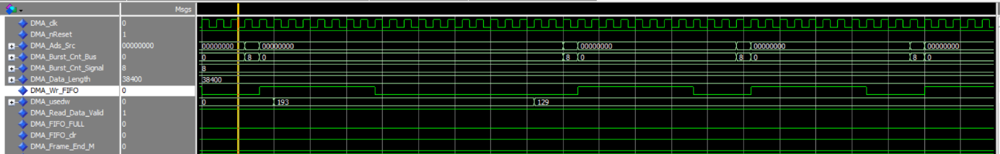 Msgs
DMA_clk 0
DMA_nReset 1
DMA_Ads_Src 00000000 00000000 00000000 00000000 00000000 00000000
DMA_Burst_Cnt_Bus 0 0 8 0 8 0 8 0 8 0
DMA_Burst_Cnt_Signal 8 8
DMA_Data_Length 38400 38400
DMA_Wr_FIFO 0
DMA_usedw 0 0 193 129
DMA_Read_Data_Valid 1
DMA_FIFO_FULL 0
DMA_FIFO_clr 0
DMA_Frame_End_M 0